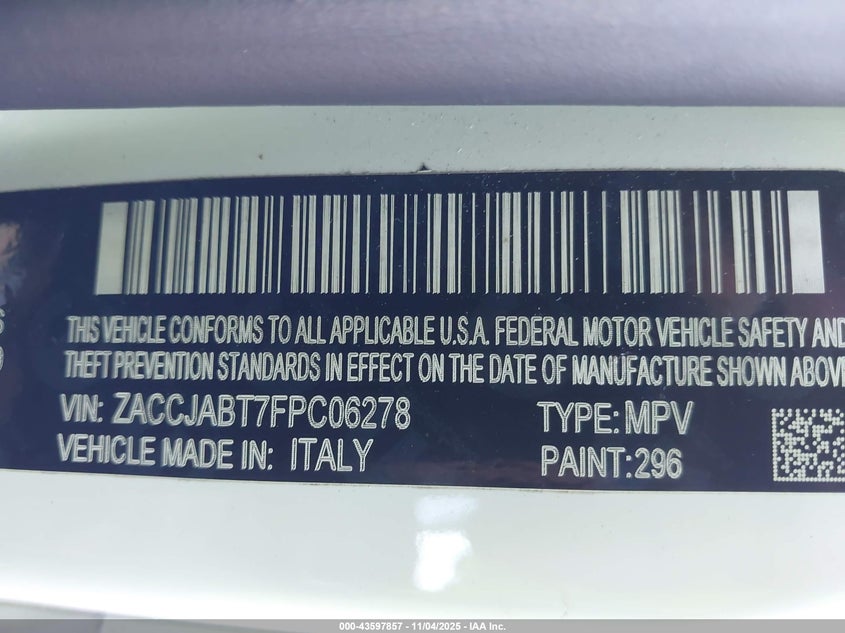 THIS VEHICLE CONFORMS TO ALL APPLICABLE U.S.A. FEDERAL MOTOR VEHICLE SAFETY AND
THEFT PREVENTION STANDARDS IN EFFECT ON THE DATE OF MANUFACTURE SHOWN ABOVE
VIN: ZACCJABT7FPC06278 TYPE: MPV
VEHICLE MADE IN: ITALY PAINT:296
000-43597857 - 11/04/2025 - IAA Inc.